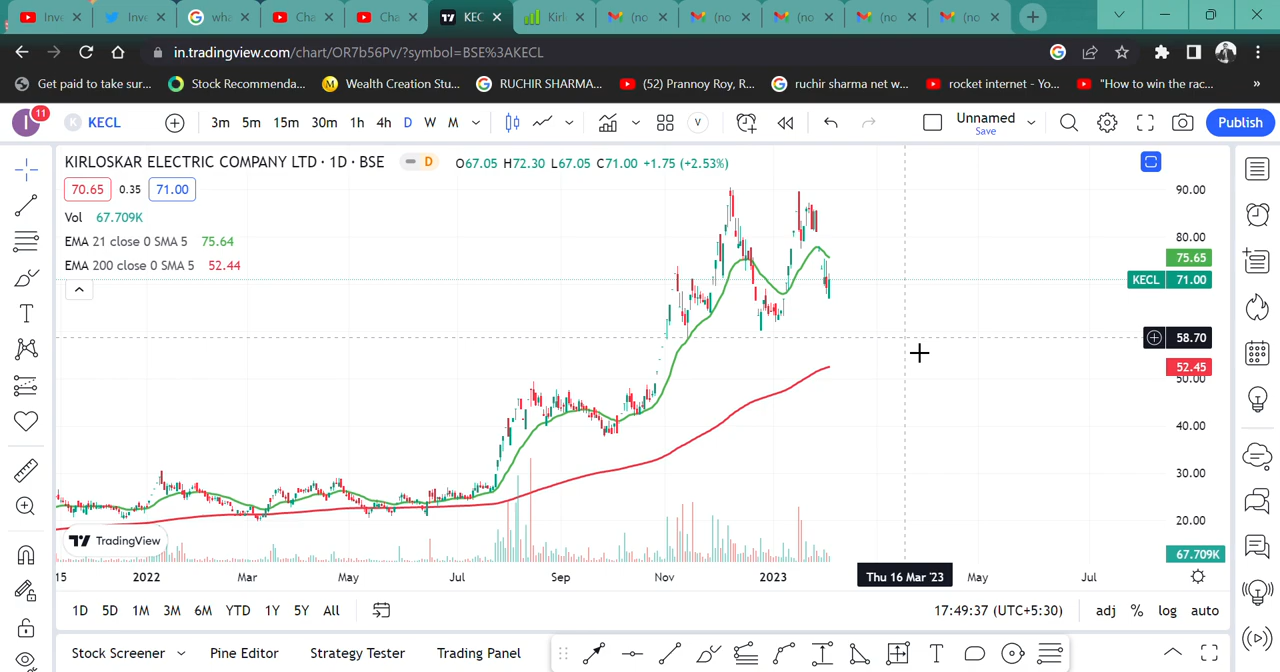 Inve
Inve
wha
Cha
Cha
KEC
Kirl
(no
(no
(no
(no
(no
in.tradingview.com/chart/OR7b56Pv/?symbol=BSE%3AKECL
Get paid to take sur...
Stock Recommenda...
Wealth Creation Stu...
RUCHIR SHARMA...
(52) Prannoy Roy, R...
ruchir sharma net w...
rocket internet - Yo...
"How to win the rac...
»
I 11
K KECL
3m 5m 15m 30m 1h 4h D W M
V
Unnamed
Save
Publish
KIRLOSKAR ELECTRIC COMPANY LTD · 1D · BSE
D
O67.05 H72.30 L67.05 C71.00 +1.75 (+2.53%)
70.65 0.35 71.00
Vol 67.709K
EMA 21 close 0 SMA 5 75.64
EMA 200 close 0 SMA 5 52.44
90.00
80.00
75.65
KECL 71.00
58.70
52.45
50.00
40.00
30.00
20.00
67.709K
TradingView
15 2022 Mar May Jul Sep Nov 2023 Thu 16 Mar '23 May Jul
1D 5D 1M 3M 6M YTD 1Y 5Y All
17:49:37 (UTC+5:30) adj % log auto
Stock Screener Pine Editor Strategy Tester Trading Panel